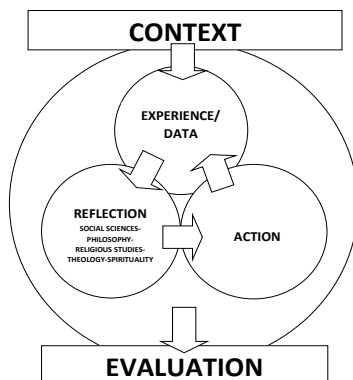 CONTEXT
EXPERIENCE/
DATA
REFLECTION
SOCIAL SCIENCES-
PHILOSOPHY-
RELIGIOUS STUDIES-
THEOLOGY-SPIRITUALITY
ACTION
EVALUATION